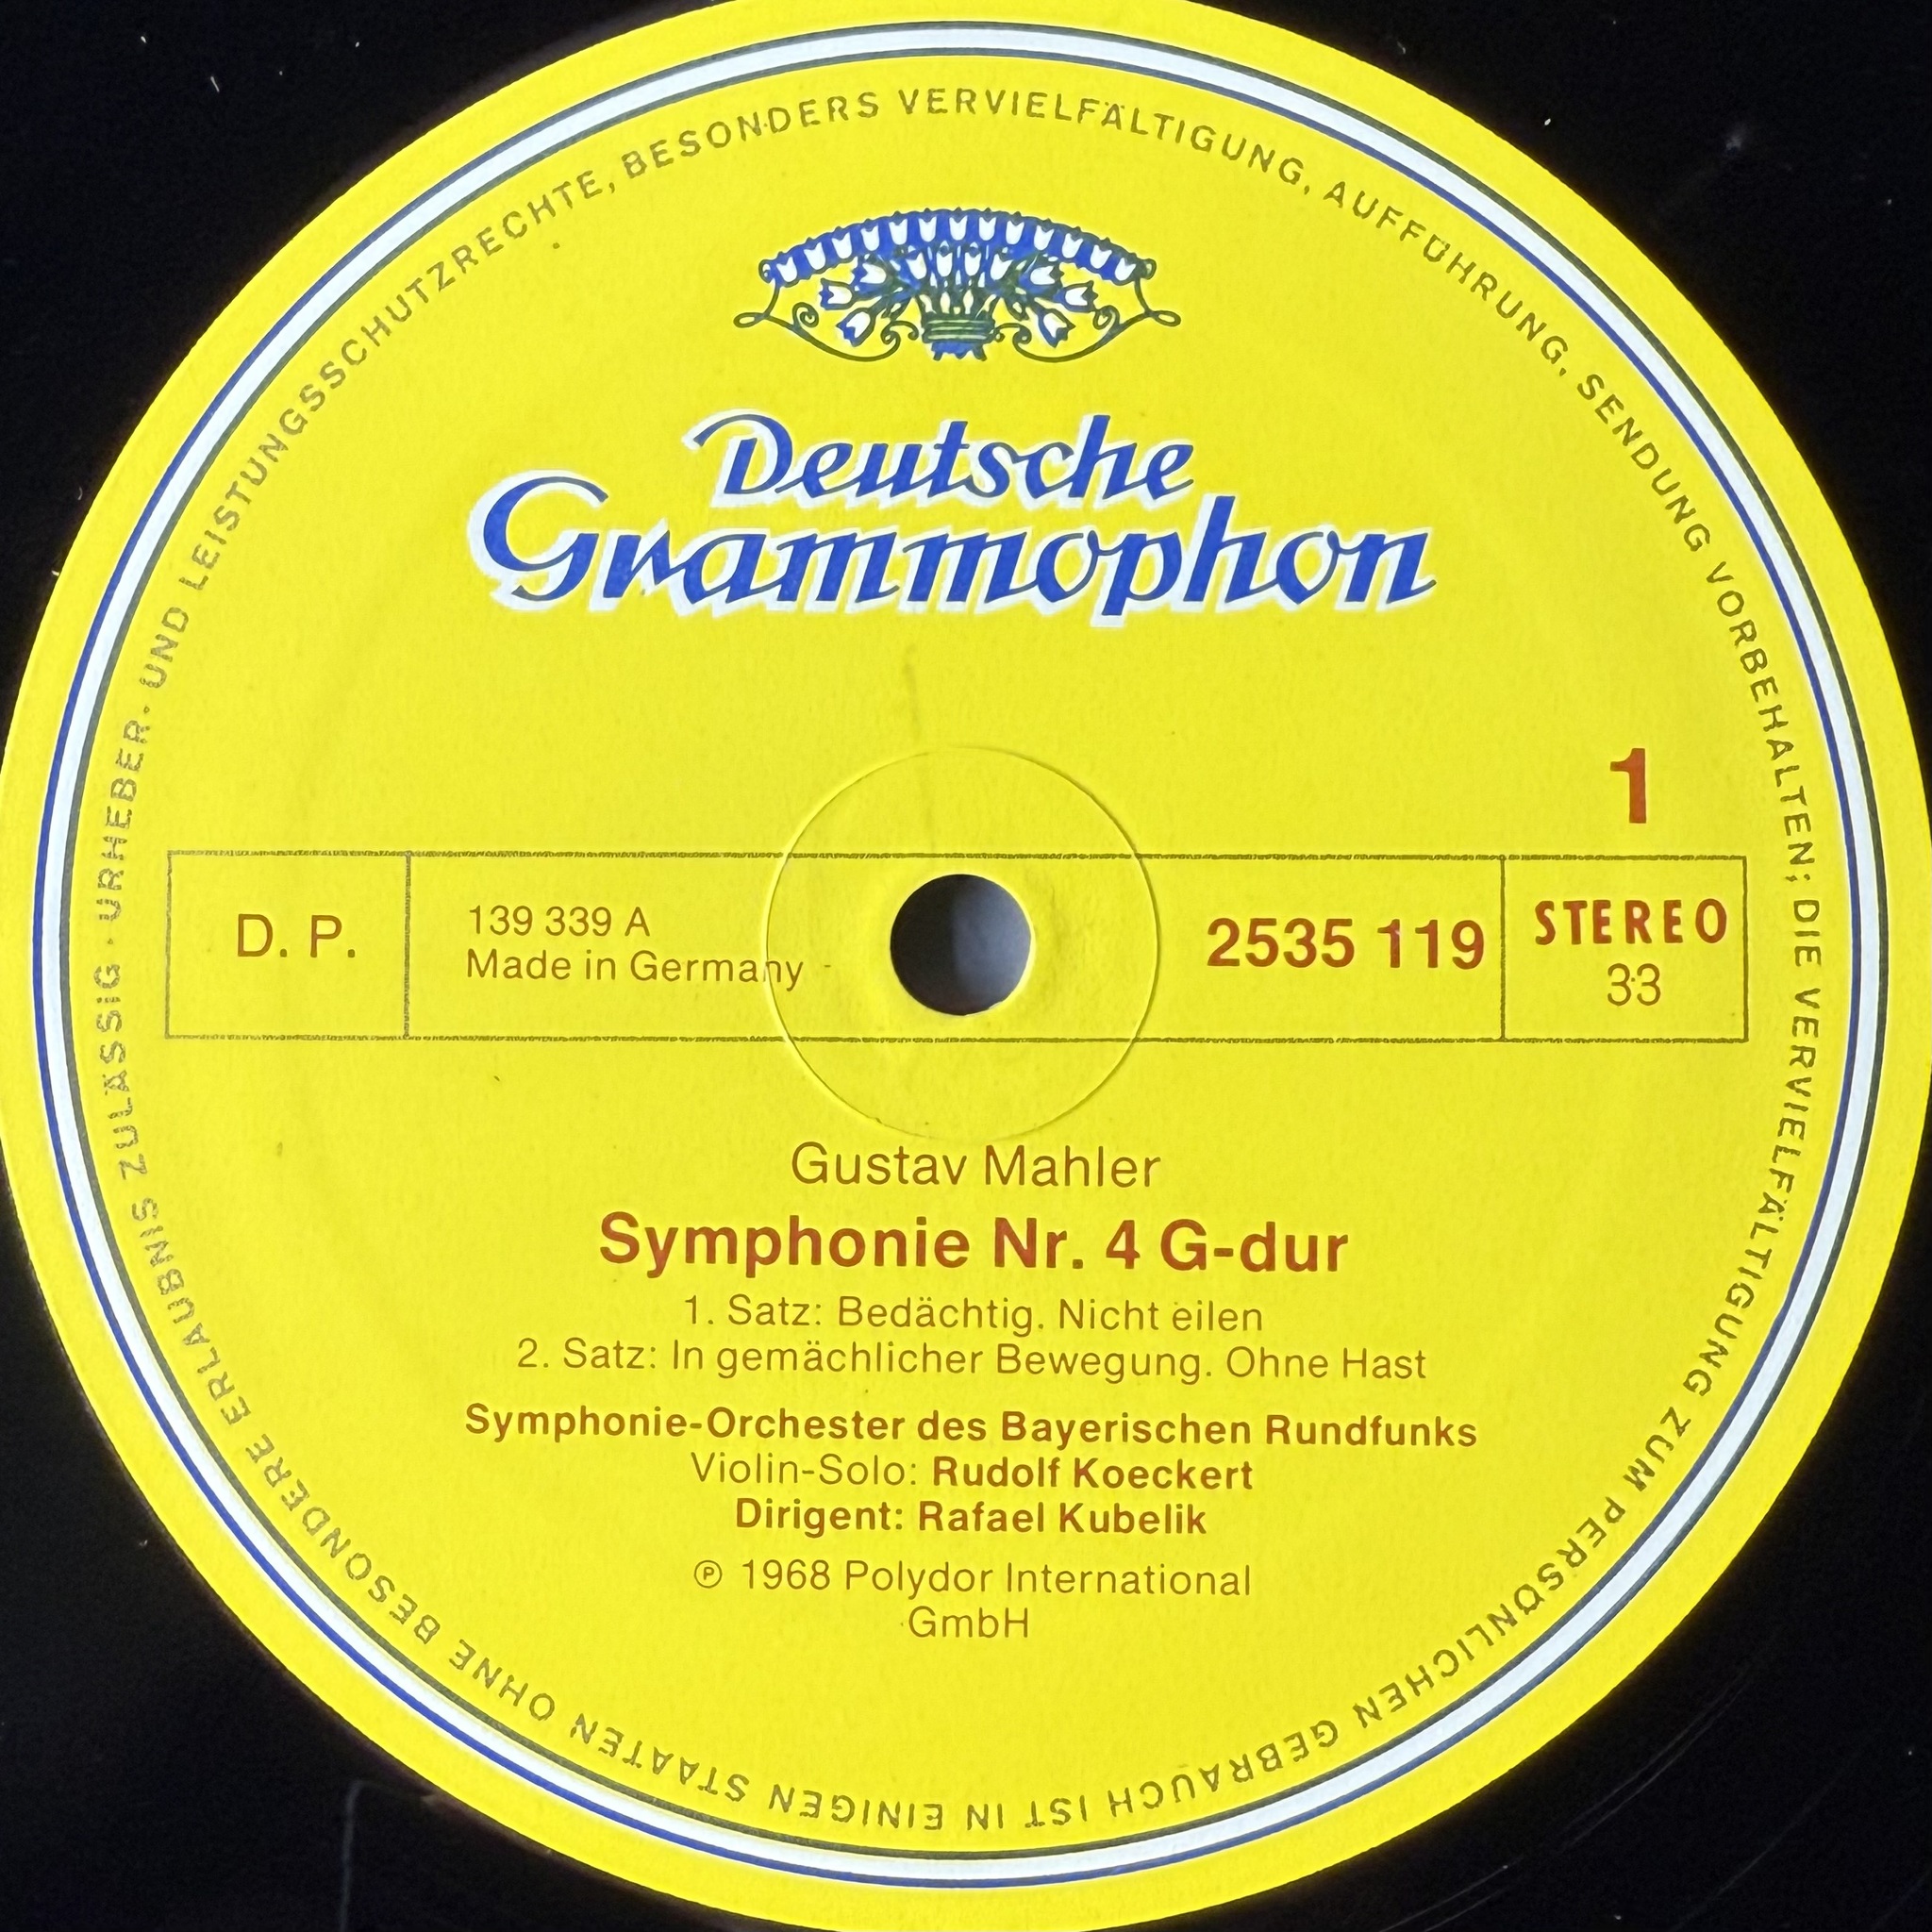 URHEBER- UND LEISTUNGSSCHUTZRECHTE, BESONDERS VERVIELFÄLTIGUNG, AUFFÜHRUNG, SENDUNG VORBEHALTEN; DIE VERVIELFÄLTIGUNG ZUM PERSÖNLICHEN GEBRAUCH IST IN EINIGEN STAATEN OHNE BESONDERE ERLAUBNIS ZULÄSSIG ·
Deutsche
Grammophon
1
D. P.
139 339 A
Made in Germany
2535 119
STEREO
33
Gustav Mahler
Symphonie Nr. 4 G-dur
1. Satz: Bedächtig. Nicht eilen
2. Satz: In gemächlicher Bewegung. Ohne Hast
Symphonie-Orchester des Bayerischen Rundfunks
Violin-Solo: Rudolf Koeckert
Dirigent: Rafael Kubelik
℗ 1968 Polydor International
GmbH